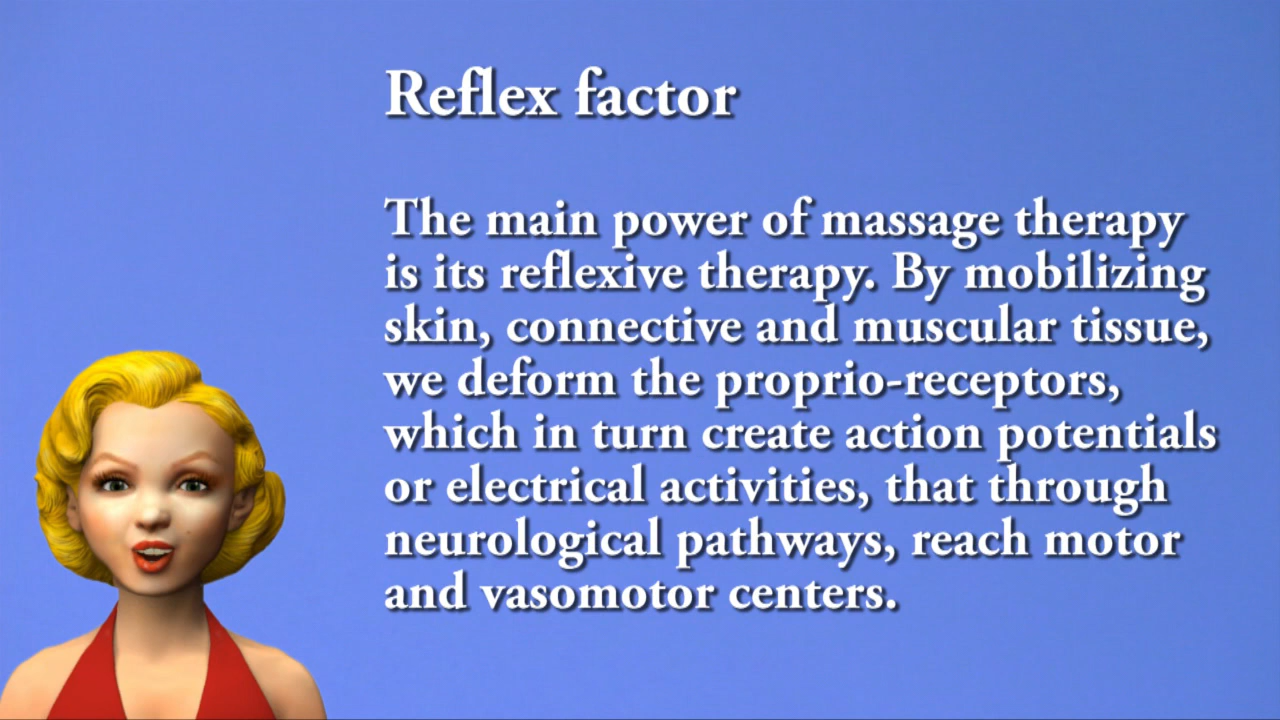 Reflex factor
The main power of massage therapy
is its reflexive therapy. By mobilizing
skin, connective and muscular tissue,
we deform the proprio-receptors,
which in turn create action potentials
or electrical activities, that through
neurological pathways, reach motor
and vasomotor centers.